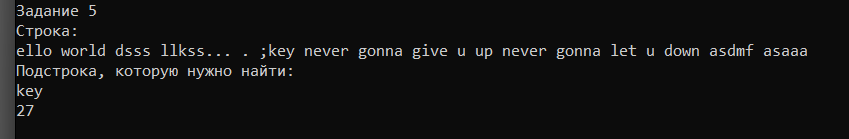 Задание 5
Строка:
ello world dsss llkss... . ;key never gonna give u up never gonna let u down asdmf asaaa
Подстрока, которую нужно найти:
key
27